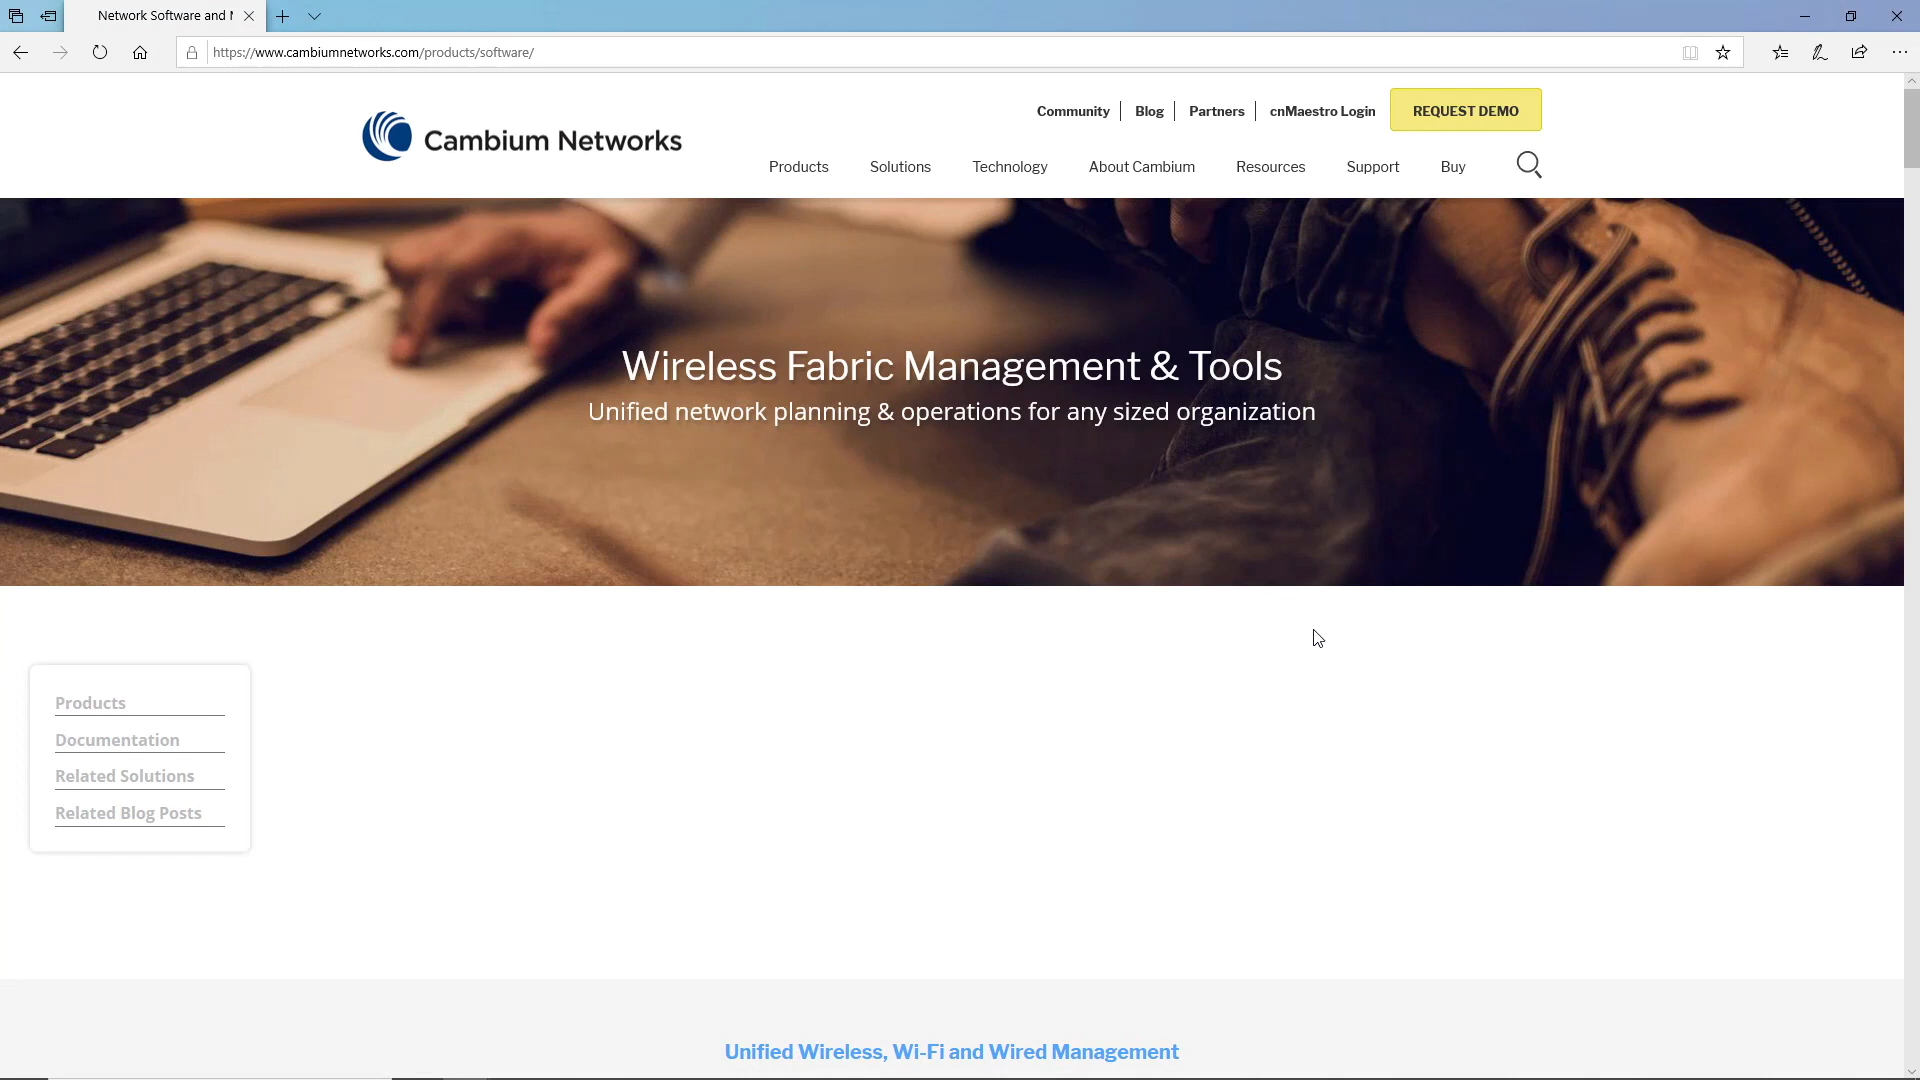 Network Software and
https://www.cambiumnetworks.com/products/software/
Community
Blog
Partners
cnMaestro Login
REQUEST DEMO
Cambium Networks
Products
Solutions
Technology
About Cambium
Resources
Support
Buy
Wireless Fabric Management & Tools
Unified network planning & operations for any sized organization
Products
Documentation
Related Solutions
Related Blog Posts
Unified Wireless, Wi-Fi and Wired Management